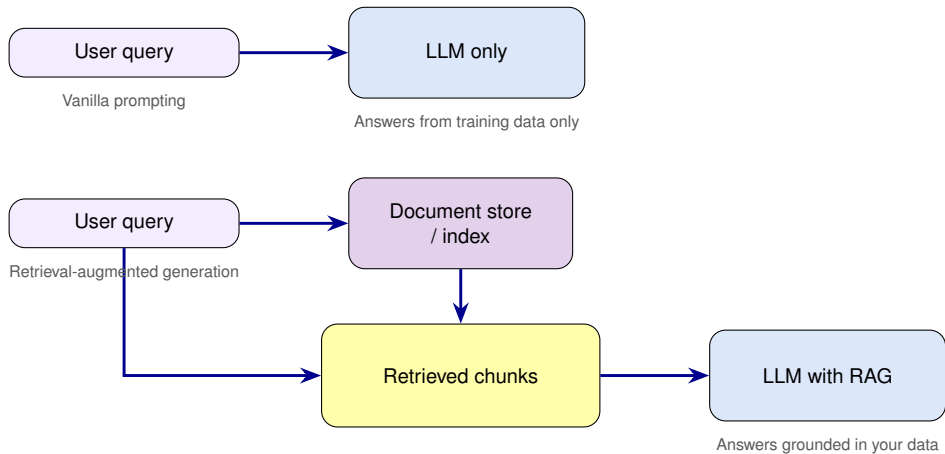 User query
LLM only
Vanilla prompting
Answers from training data only
User query
Document store
/ index
Retrieval-augmented generation
Retrieved chunks
LLM with RAG
Answers grounded in your data